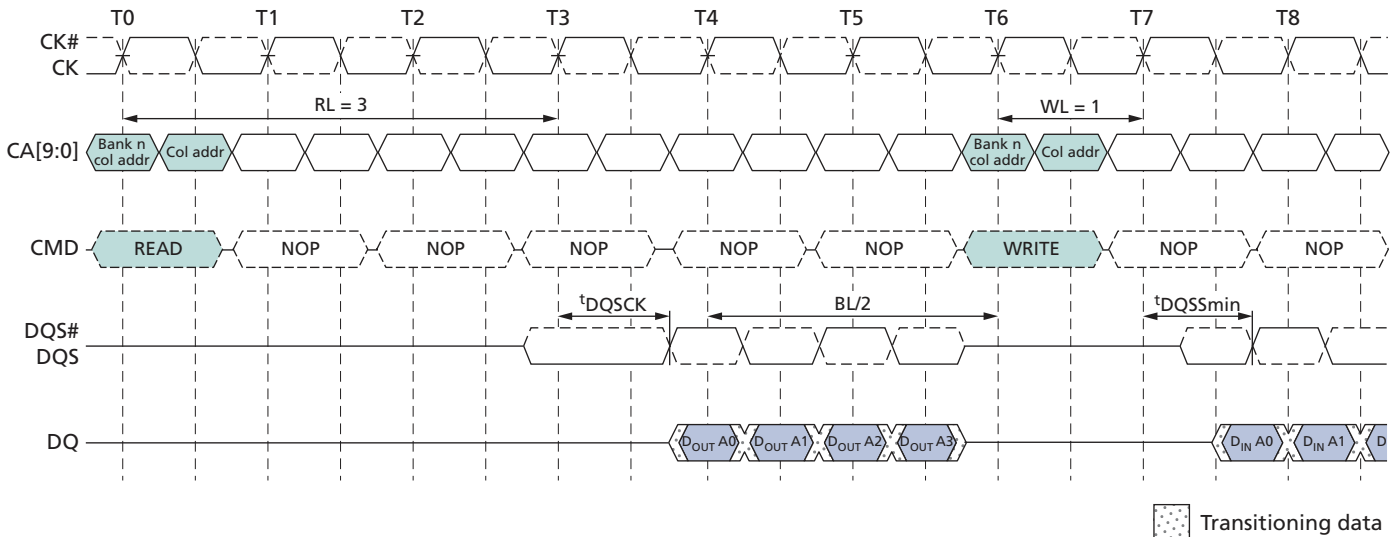 T0 T1 T2 T3 T4 T5 T6 T7 T8
CK#
CK
RL = 3 WL = 1
CA[9:0] Bank n col addr Col addr Bank n col addr Col addr
CMD READ NOP NOP NOP NOP NOP WRITE NOP NOP
tDQSCK BL/2 tDQSSmin
DQS#
DQS
DQ DOUT A0 DOUT A1 DOUT A2 DOUT A3 DIN A0 DIN A1 D
Transitioning data